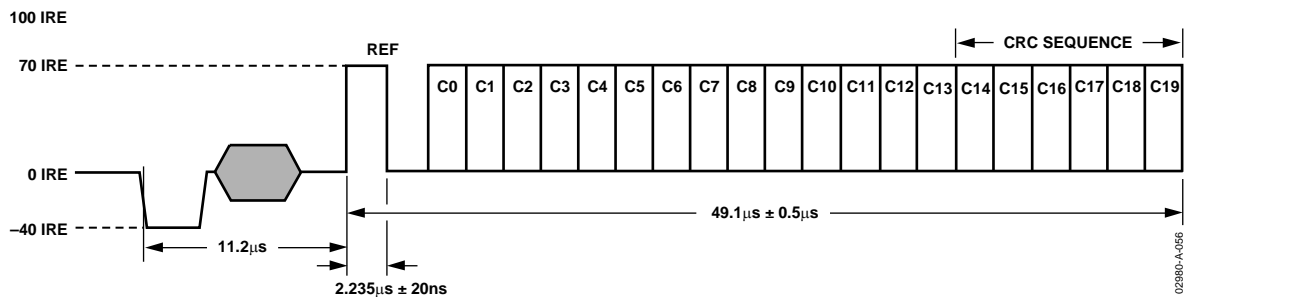 100 IRE
CRC SEQUENCE
REF
70 IRE
C0 C1 C2 C3 C4 C5 C6 C7 C8 C9 C10 C11 C12 C13 C14 C15 C16 C17 C18 C19
0 IRE
49.1μs ± 0.5μs
–40 IRE
11.2μs
2.235μs ± 20ns
02980-A-056